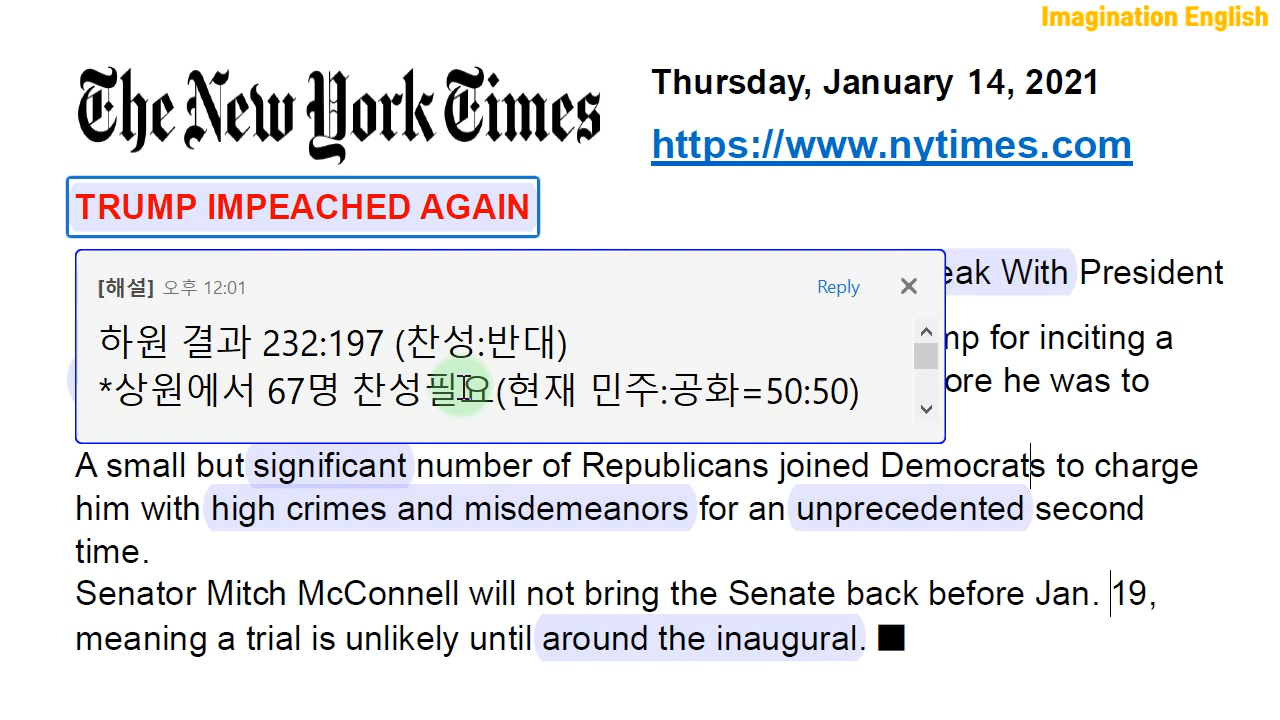 Imagination English
The New York Times
Thursday, January 14, 2021
https://www.nytimes.com
TRUMP IMPEACHED AGAIN
[해설] 오후 12:01 Reply
하원 결과 232:197 (찬성:반대)
*상원에서 67명 찬성필요(현재 민주:공화=50:50)
With President
for inciting a
he was to
A small but significant number of Republicans joined Democrats to charge
him with high crimes and misdemeanors for an unprecedented second
time.
Senator Mitch McConnell will not bring the Senate back before Jan. 19,
meaning a trial is unlikely until around the inaugural. ■